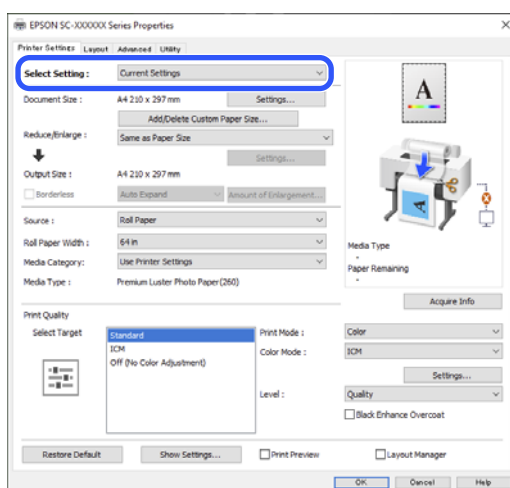 EPSON SC-XXXXXX Series Properties
Printer Settings Layout Advanced Utility
Select Setting : Current Settings
Document Size : A4 210 x 297 mm Settings...
Add/Delete Custom Paper Size...
Reduce/Enlarge : Same as Paper Size
Settings...
Output Size : A4 210 x 297 mm
Borderless Auto Expand Amount of Enlargement...
Source : Roll Paper
Roll Paper Width : 64 in
Media Category: Use Printer Settings
Media Type : Premium Luster Photo Paper(260)
A
Media Type
-
Paper Remaining
-
Acquire Info
Print Quality
Select Target
Standard
ICM
Off (No Color Adjustment)
Print Mode : Color
Color Mode : ICM
Settings...
Level : Quality
Black Enhance Overcoat
Restore Default Show Settings... Print Preview Layout Manager
OK Cancel Help